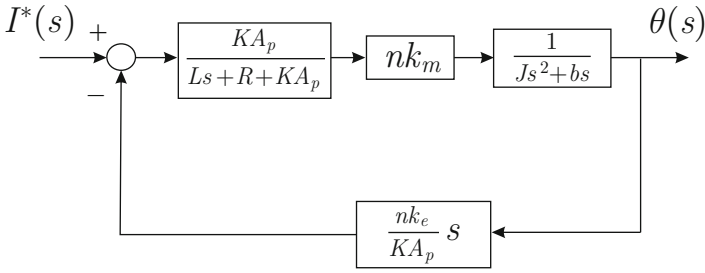 I*(s)
+
−
KA_p
Ls+R+KA_p
nk_m
1
Js²+bs
θ(s)
nk_e
KA_p
s